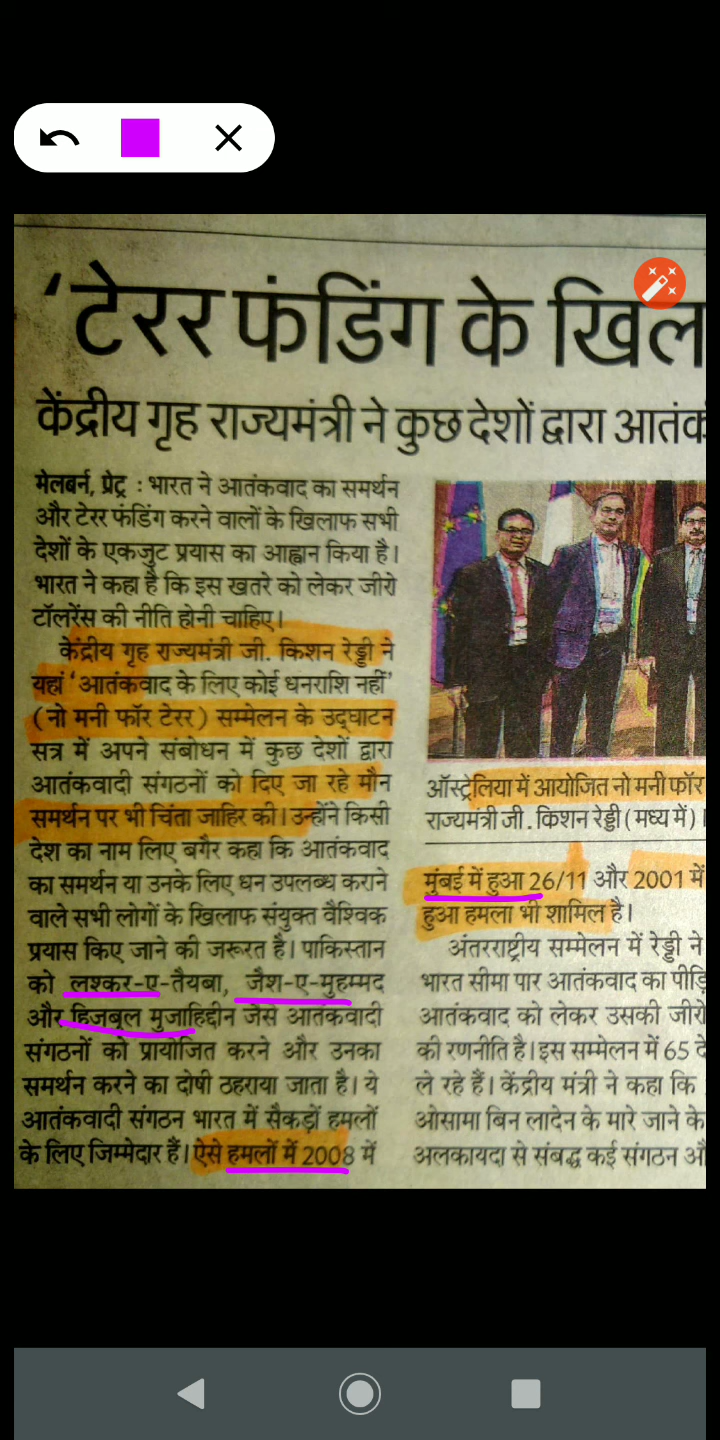 ‘टेरर फंडिंग के खिल
केंद्रीय गृह राज्यमंत्री ने कुछ देशों द्वारा आतंक
मेलबर्न, प्रेट्र : भारत ने आतंकवाद का समर्थन
और टेरर फंडिंग करने वालों के खिलाफ सभी
देशों के एकजुट प्रयास का आह्वान किया है।
भारत ने कहा है कि इस खतरे को लेकर जीरो
टॉलरेंस की नीति होनी चाहिए।
केंद्रीय गृह राज्यमंत्री जी. किशन रेड्डी ने
यहां ‘आतंकवाद के लिए कोई धनराशि नहीं’
(नो मनी फॉर टेरर) सम्मेलन के उद्घाटन
सत्र में अपने संबोधन में कुछ देशों द्वारा
आतंकवादी संगठनों को दिए जा रहे मौन
समर्थन पर भी चिंता जाहिर की। उन्होंने किसी
देश का नाम लिए बगैर कहा कि आतंकवाद
का समर्थन या उनके लिए धन उपलब्ध कराने
वाले सभी लोगों के खिलाफ संयुक्त वैश्विक
प्रयास किए जाने की जरूरत है। पाकिस्तान
को लश्कर-ए-तैयबा, जैश-ए-मुहम्मद
और हिजबुल मुजाहिद्दीन जैसे आतंकवादी
संगठनों को प्रायोजित करने और उनका
समर्थन करने का दोषी ठहराया जाता है। ये
आतंकवादी संगठन भारत में सैकड़ों हमलों
के लिए जिम्मेदार हैं। ऐसे हमलों में 2008 में
ऑस्ट्रेलिया में आयोजित नो मनी फॉर
राज्यमंत्री जी. किशन रेड्डी (मध्य में)।
मुंबई में हुआ 26/11 और 2001 में
हुआ हमला भी शामिल है।
अंतरराष्ट्रीय सम्मेलन में रेड्डी ने
भारत सीमा पार आतंकवाद का पीड़ि
आतंकवाद को लेकर उसकी जीरो
की रणनीति है। इस सम्मेलन में 65 दे
ले रहे हैं। केंद्रीय मंत्री ने कहा कि
ओसामा बिन लादेन के मारे जाने के
अलकायदा से संबद्ध कई संगठन औ